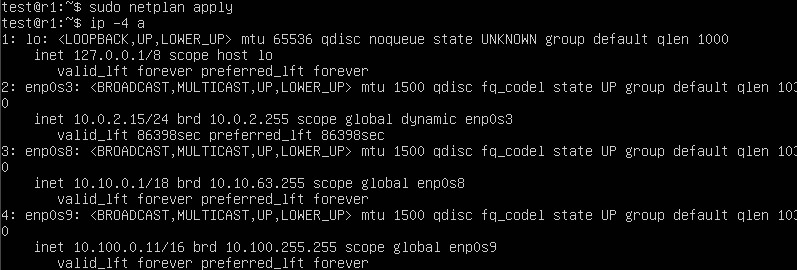 test@r1:~$ sudo netplan apply
test@r1:~$ ip -4 a
1: lo: <LOOPBACK,UP,LOWER_UP> mtu 65536 qdisc noqueue state UNKNOWN group default qlen 1000
    inet 127.0.0.1/8 scope host lo
       valid_lft forever preferred_lft forever
2: enp0s3: <BROADCAST,MULTICAST,UP,LOWER_UP> mtu 1500 qdisc fq_codel state UP group default qlen 100
0
    inet 10.0.2.15/24 brd 10.0.2.255 scope global dynamic enp0s3
       valid_lft 86398sec preferred_lft 86398sec
3: enp0s8: <BROADCAST,MULTICAST,UP,LOWER_UP> mtu 1500 qdisc fq_codel state UP group default qlen 100
0
    inet 10.10.0.1/18 brd 10.10.63.255 scope global enp0s8
       valid_lft forever preferred_lft forever
4: enp0s9: <BROADCAST,MULTICAST,UP,LOWER_UP> mtu 1500 qdisc fq_codel state UP group default qlen 100
0
    inet 10.100.0.11/16 brd 10.100.255.255 scope global enp0s9
       valid_lft forever preferred_lft forever